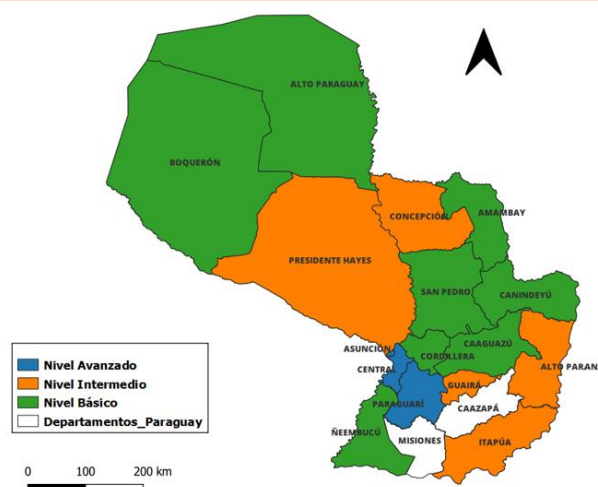 ALTO PARAGUAY
BOQUERÓN
CONCEPCIÓN
AMAMBAY
PRESIDENTE HAYES
SAN PEDRO
CANINDEYÚ
ASUNCIÓN
CAAGUAZÚ
CORDILLERA
CENTRAL
ALTO PARAN
GUAIRÁ
PARAGUARÍ
CAAZAPÁ
ÑEEMBUCÚ
MISIONES
ITAPÚA
Nivel Avanzado
Nivel Intermedio
Nivel Básico
Departamentos_Paraguay
0 100 200 km